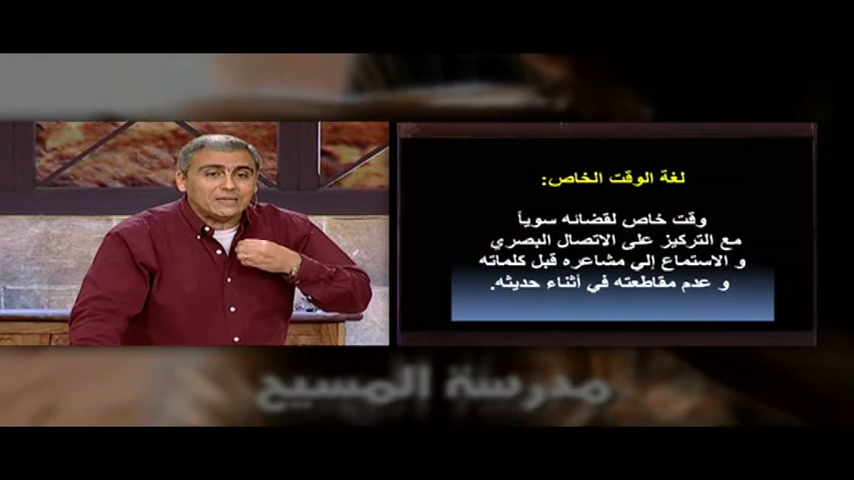 لغة الوقت الخاص:
وقت خاص لقضائه سوياً
مع التركيز على الاتصال البصري
و الاستماع إلي مشاعره قبل كلماته
و عدم مقاطعته في أثناء حديثه.
مدرسة المسيح